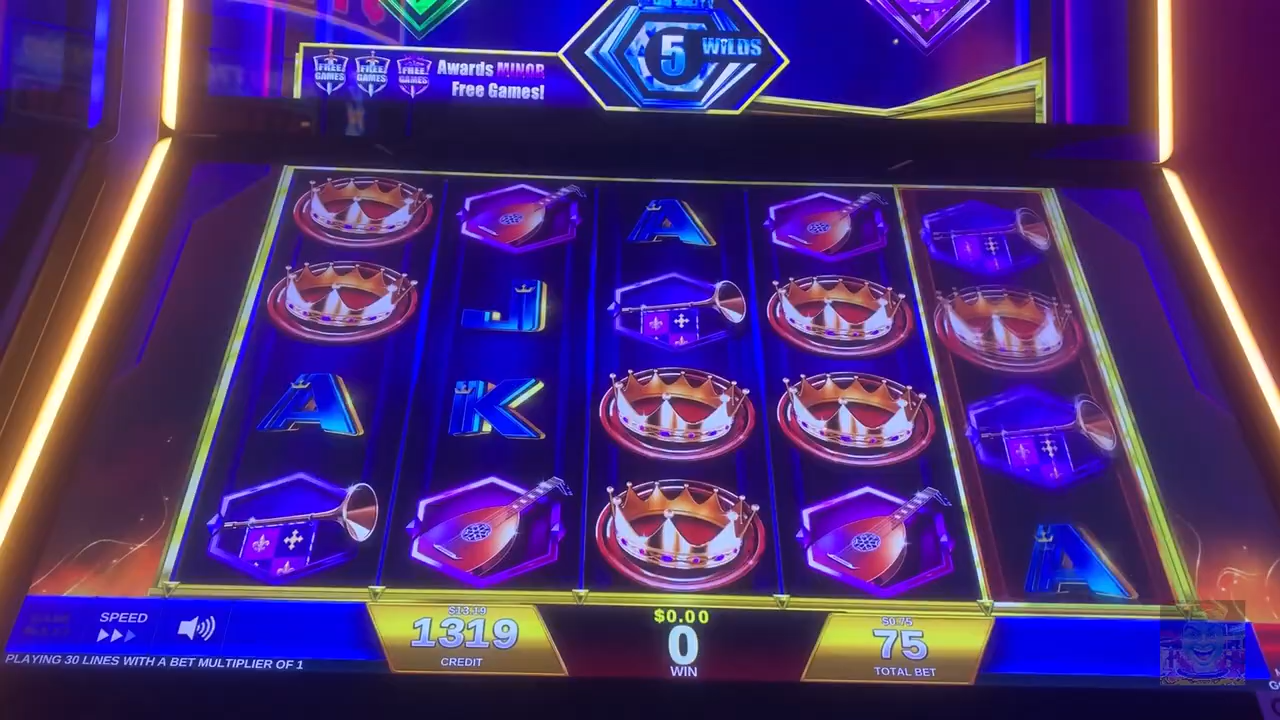 5 WILDS
FREE GAMES FREE GAMES FREE GAMES Awards MINOR
Free Games!
A
J
A K
A
SPEED
$13.19
1319
CREDIT
$0.00
0
WIN
$0.75
75
TOTAL BET
PLAYING 30 LINES WITH A BET MULTIPLIER OF 1